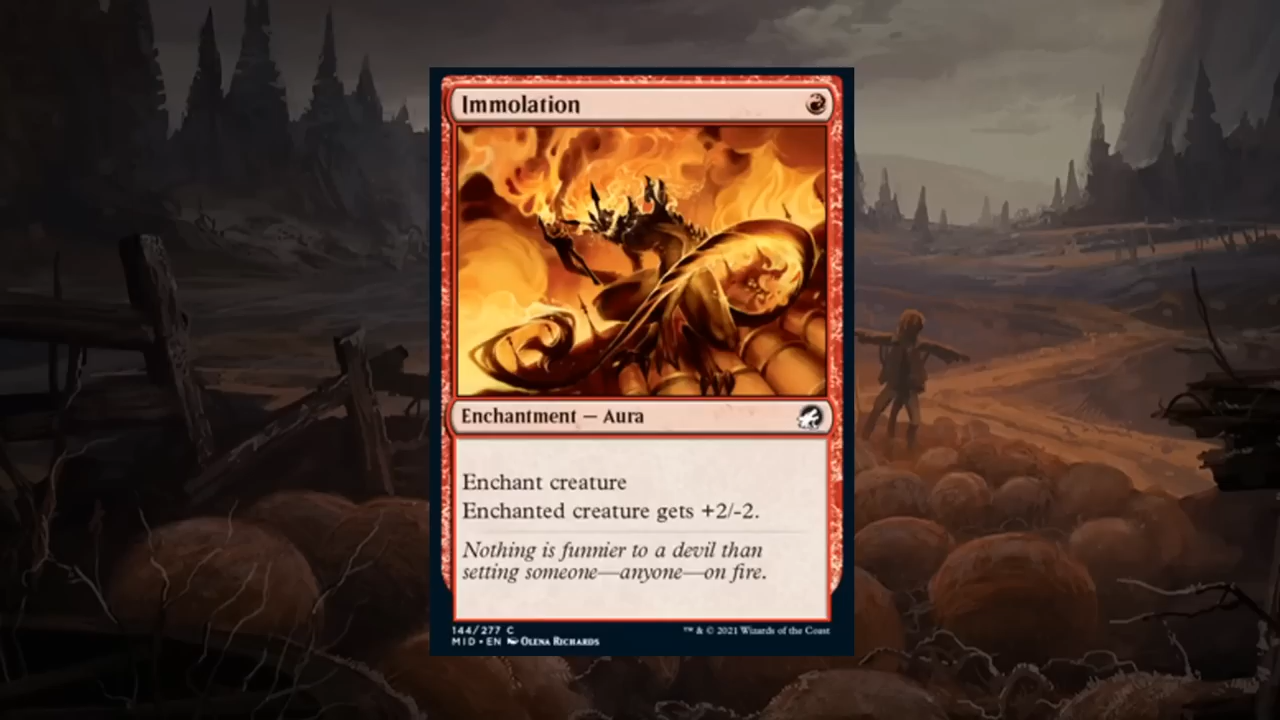 Immolation
Enchantment — Aura
Enchant creature
Enchanted creature gets +2/-2.
Nothing is funnier to a devil than
setting someone—anyone—on fire.
144/277 C
™ & © 2021 Wizards of the Coast
MID • EN Olena Richards